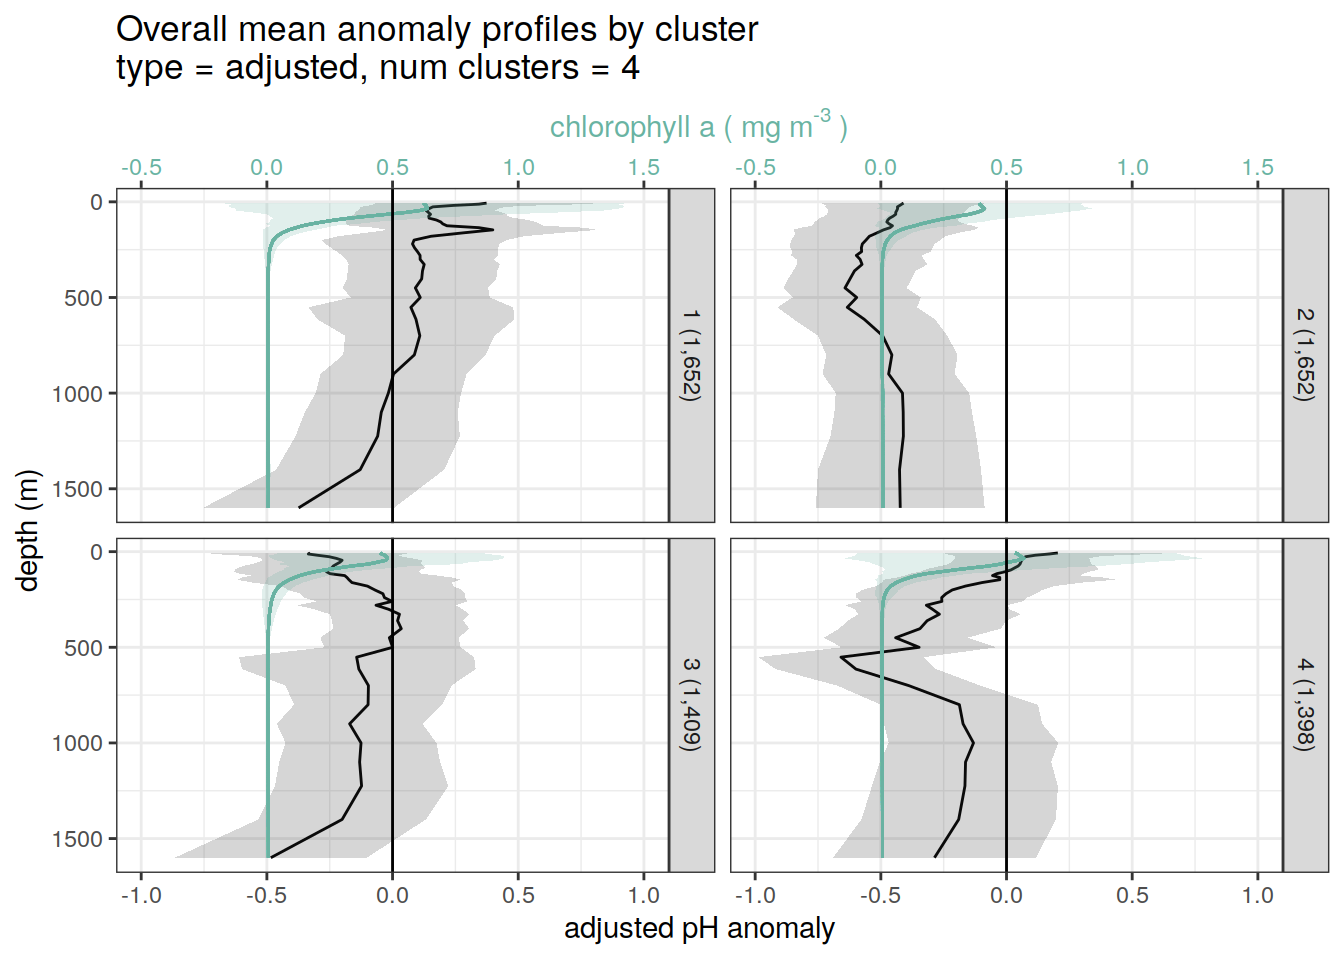 Overall mean anomaly profiles by cluster
type = adjusted, num clusters = 4
chlorophyll a ( mg m-3 )
-0.5 0.0 0.5 1.0 1.5 -0.5 0.0 0.5 1.0 1.5
0
500
1000
1500
1 (1,652)
2 (1,652)
depth (m)
0
500
1000
1500
3 (1,409)
4 (1,398)
-1.0 -0.5 0.0 0.5 1.0 -1.0 -0.5 0.0 0.5 1.0
adjusted pH anomaly